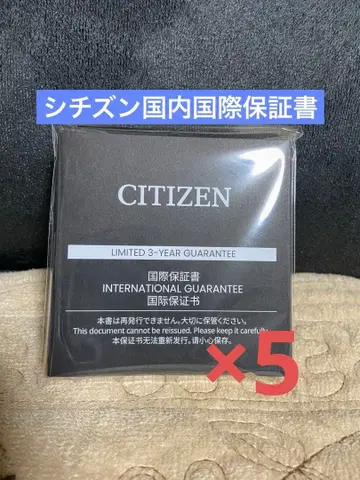 シチズン国内国際保証書
CITIZEN
LIMITED 3-YEAR GUARANTEE
国際保証書
INTERNATIONAL GUARANTEE
国际保证书
本書は再発行できません。大切に保管ください。
This document cannot be reissued. Please keep it carefully.
本保证书无法重新发行。请小心保存。
×5